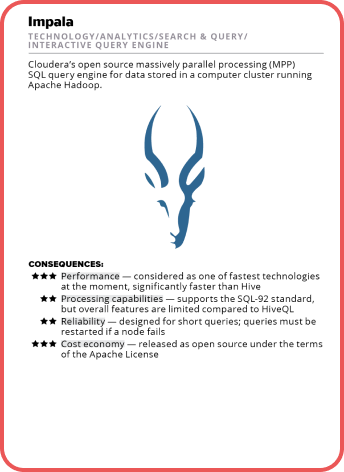 Impala
TECHNOLOGY/ANALYTICS/SEARCH & QUERY/
INTERACTIVE QUERY ENGINE
Cloudera's open source massively parallel processing (MPP)
SQL query engine for data stored in a computer cluster running
Apache Hadoop.
CONSEQUENCES:
★★★ Performance — considered as one of fastest technologies
at the moment, significantly faster than Hive
★★ Processing capabilities — supports the SQL-92 standard,
but overall features are limited compared to HiveQL
★★ Reliability — designed for short queries; queries must be
restarted if a node fails
★★★ Cost economy — released as open source under the terms
of the Apache License